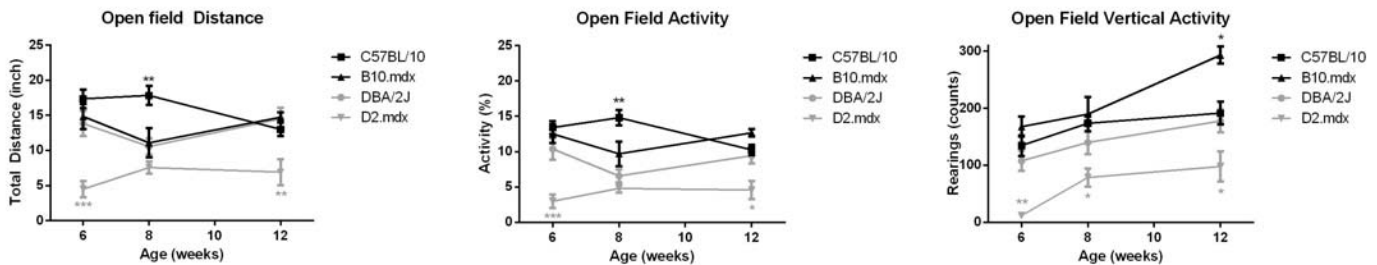 Open field Distance
Total Distance (inch)
25
20
15
10
5
0
**
***
**
6
8
10
12
Age (weeks)
C57BL/10
B10.mdx
DBA/2J
D2.mdx
Open Field Activity
Activity (%)
25
20
15
10
5
0
**
***
*
6
8
10
12
Age (weeks)
C57BL/10
B10.mdx
DBA/2J
D2.mdx
Open Field Vertical Activity
Rearings (counts)
300
200
100
0
*
**
*
*
6
8
10
12
Age (weeks)
C57BL/10
B10.mdx
DBA/2J
D2.mdx